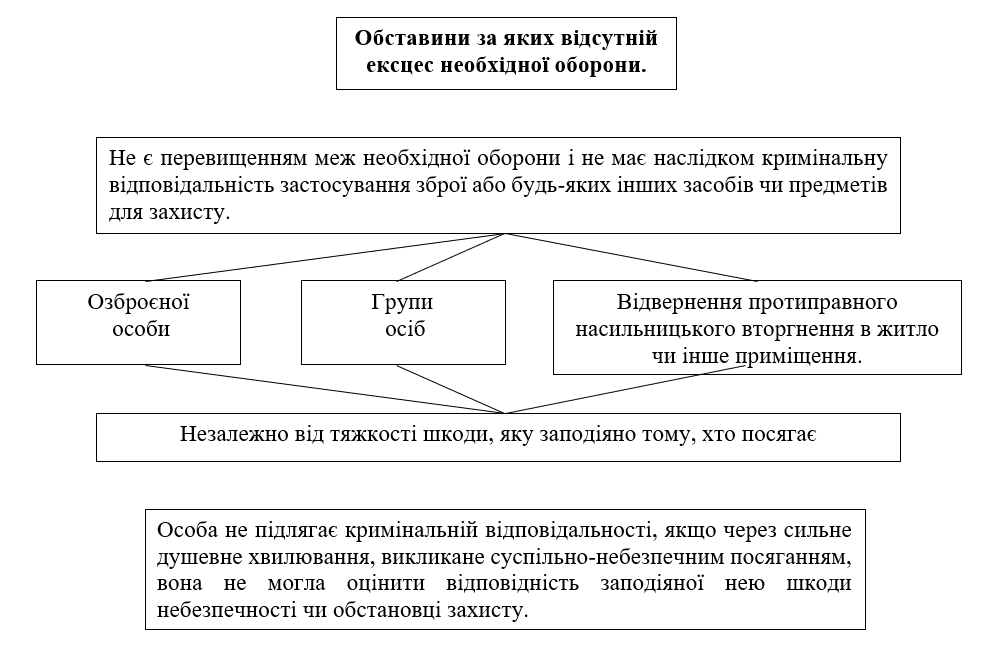 Обставини за яких відсутній
ексцес необхідної оборони.
Не є перевищенням меж необхідної оборони і не має наслідком кримінальну
відповідальність застосування зброї або будь-яких інших засобів чи предметів
для захисту.
Озброєної
особи
Групи
осіб
Відвернення протиправного
насильницького вторгнення в житло
чи інше приміщення.
Незалежно від тяжкості шкоди, яку заподіяно тому, хто посягає
Особа не підлягає кримінальній відповідальності, якщо через сильне
душевне хвилювання, викликане суспільно-небезпечним посяганням,
вона не могла оцінити відповідність заподіяної нею шкоди
небезпечності чи обстановці захисту.